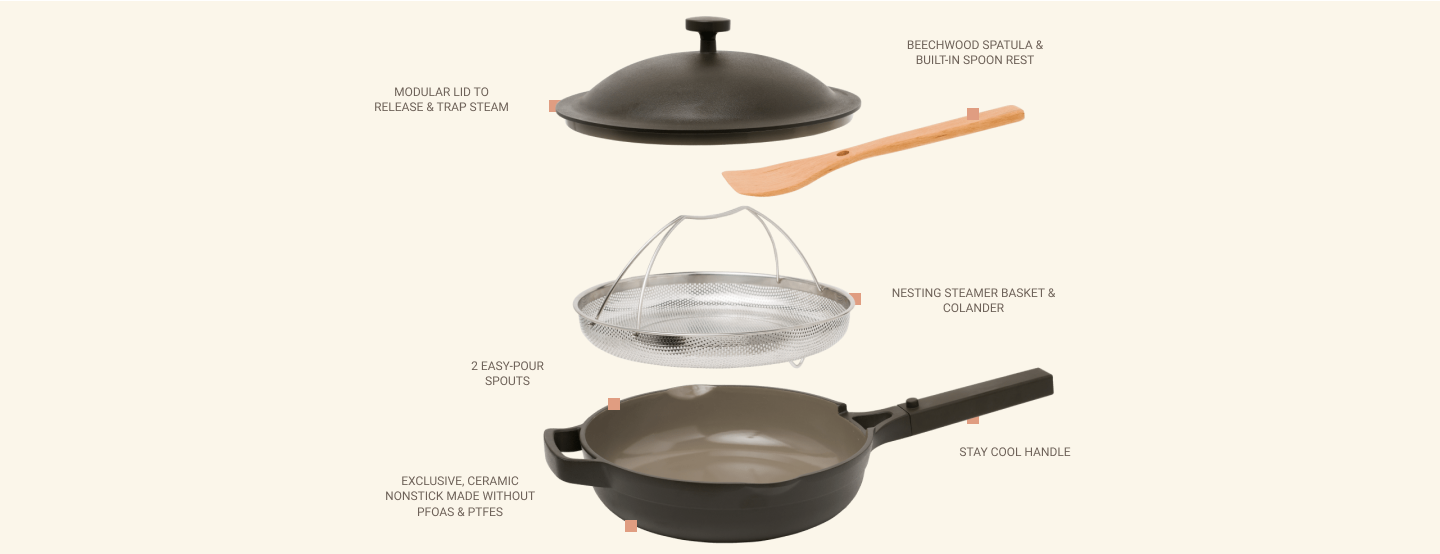 BEECHWOOD SPATULA &
BUILT-IN SPOON REST
MODULAR LID TO
RELEASE & TRAP STEAM
NESTING STEAMER BASKET &
COLANDER
2 EASY-POUR
SPOUTS
STAY COOL HANDLE
EXCLUSIVE, CERAMIC
NONSTICK MADE WITHOUT
PFOAS & PTFES